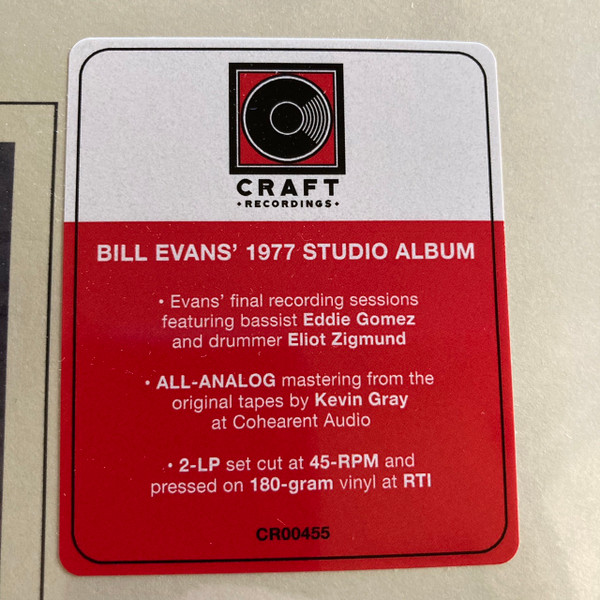 CRAFT
• RECORDINGS •
BILL EVANS' 1977 STUDIO ALBUM
• Evans' final recording sessions
featuring bassist Eddie Gomez
and drummer Eliot Zigmund
• ALL-ANALOG mastering from the
original tapes by Kevin Gray
at Cohearent Audio
• 2-LP set cut at 45-RPM and
pressed on 180-gram vinyl at RTI
CR00455